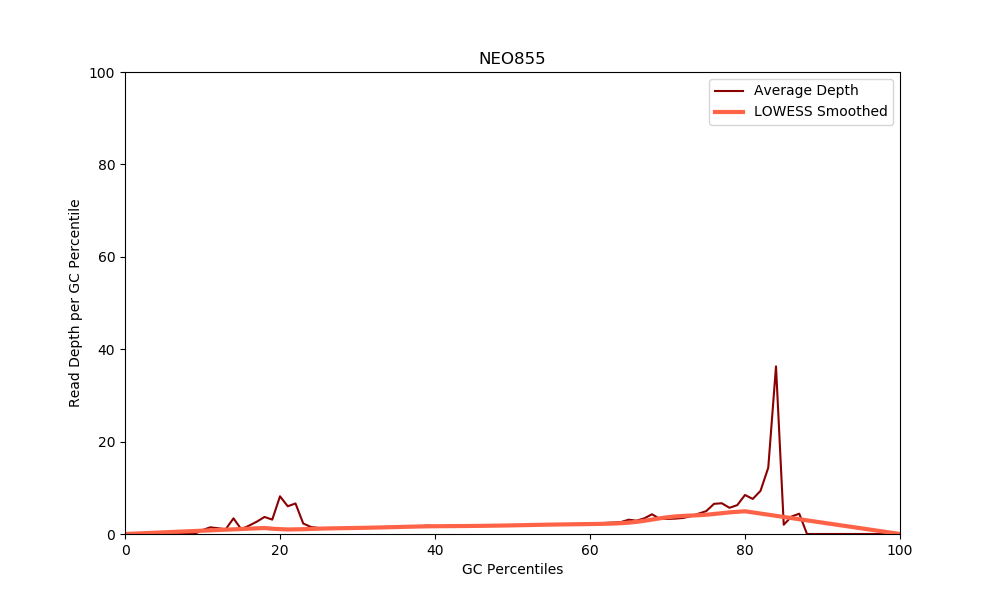 NEO855
Average Depth
LOWESS Smoothed
100
80
60
40
20
0
Read Depth per GC Percentile
0 20 40 60 80 100
GC Percentiles